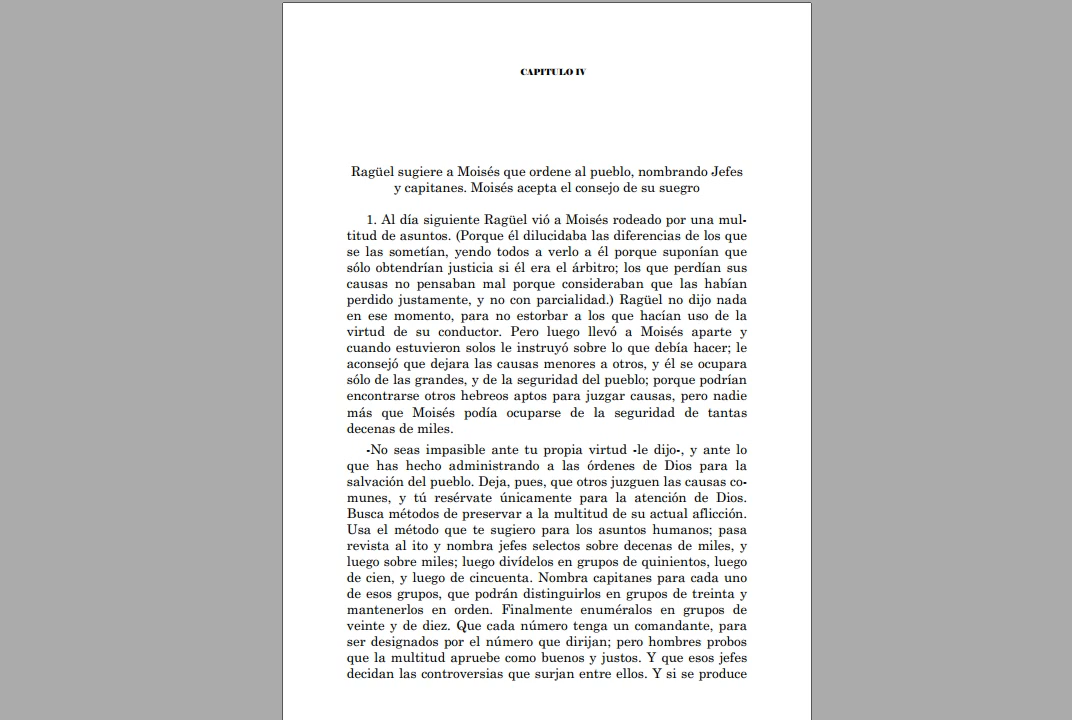 CAPITULO IV
Ragüel sugiere a Moisés que ordene al pueblo, nombrando Jefes
y capitanes. Moisés acepta el consejo de su suegro
1. Al día siguiente Ragüel vió a Moisés rodeado por una mul-
titud de asuntos. (Porque él dilucidaba las diferencias de los que
se las sometían, yendo todos a verlo a él porque suponían que
sólo obtendrían justicia si él era el árbitro; los que perdían sus
causas no pensaban mal porque consideraban que las habían
perdido justamente, y no con parcialidad.) Ragüel no dijo nada
en ese momento, para no estorbar a los que hacían uso de la
virtud de su conductor. Pero luego llevó a Moisés aparte y
cuando estuvieron solos le instruyó sobre lo que debía hacer; le
aconsejó que dejara las causas menores a otros, y él se ocupara
sólo de las grandes, y de la seguridad del pueblo; porque podrían
encontrarse otros hebreos aptos para juzgar causas, pero nadie
más que Moisés podía ocuparse de la seguridad de tantas
decenas de miles.
-No seas impasible ante tu propia virtud -le dijo-, y ante lo
que has hecho administrando a las órdenes de Dios para la
salvación del pueblo. Deja, pues, que otros juzguen las causas co-
munes, y tú resérvate únicamente para la atención de Dios.
Busca métodos de preservar a la multitud de su actual aflicción.
Usa el método que te sugiero para los asuntos humanos; pasa
revista al ito y nombra jefes selectos sobre decenas de miles, y
luego sobre miles; luego divídelos en grupos de quinientos, luego
de cien, y luego de cincuenta. Nombra capitanes para cada uno
de esos grupos, que podrán distinguirlos en grupos de treinta y
mantenerlos en orden. Finalmente enuméralos en grupos de
veinte y de diez. Que cada número tenga un comandante, para
ser designados por el número que dirijan; pero hombres probos
que la multitud apruebe como buenos y justos. Y que esos jefes
decidan las controversias que surjan entre ellos. Y si se produce